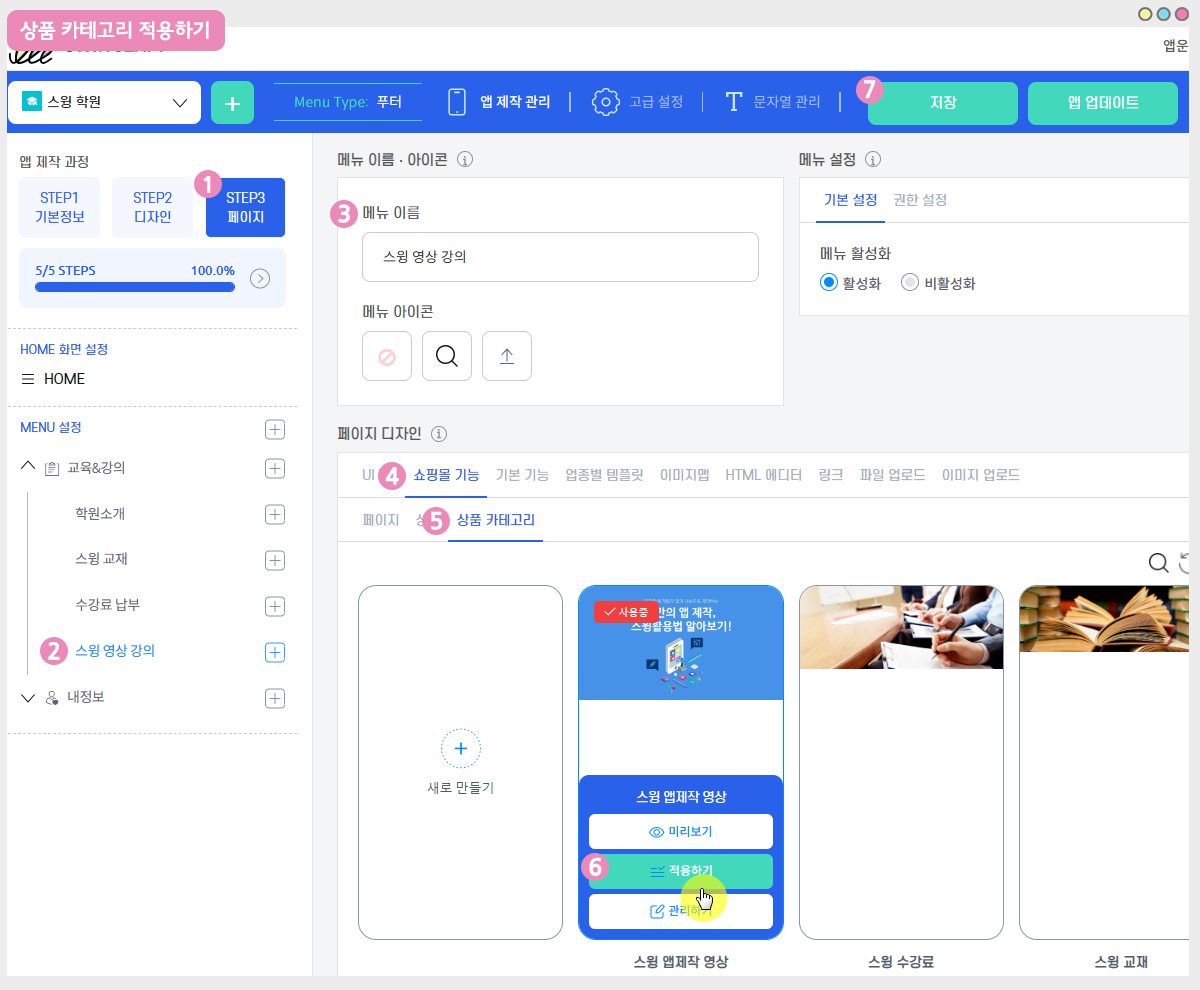 상품 카테고리 적용하기
앱운
스윙 학원
+
Menu Type: 푸터
앱 제작 관리
고급 설정
문자열 관리
7
저장
앱 업데이트
앱 제작 과정
STEP1
기본정보
STEP2
디자인
1
STEP3
페이지
5/5 STEPS
100.0%
HOME 화면 설정
HOME
MENU 설정
교육&강의
학원소개
스윙 교재
수강료 납부
2
스윙 영상 강의
내정보
메뉴 이름 · 아이콘
3
메뉴 이름
스윙 영상 강의
메뉴 아이콘
메뉴 설정
기본 설정
권한 설정
메뉴 활성화
활성화
비활성화
페이지 디자인
UI
4
쇼핑몰 기능
기본 기능
업종별 템플릿
이미지맵
HTML 에디터
링크
파일 업로드
이미지 업로드
페이지
5
상품 카테고리
새로 만들기
사용중
만의 앱 제작,
스윙활용법 알아보기!
스윙 앱제작 영상
미리보기
6
적용하기
관리하기
스윙 앱제작 영상
스윙 수강료
스윙 교재